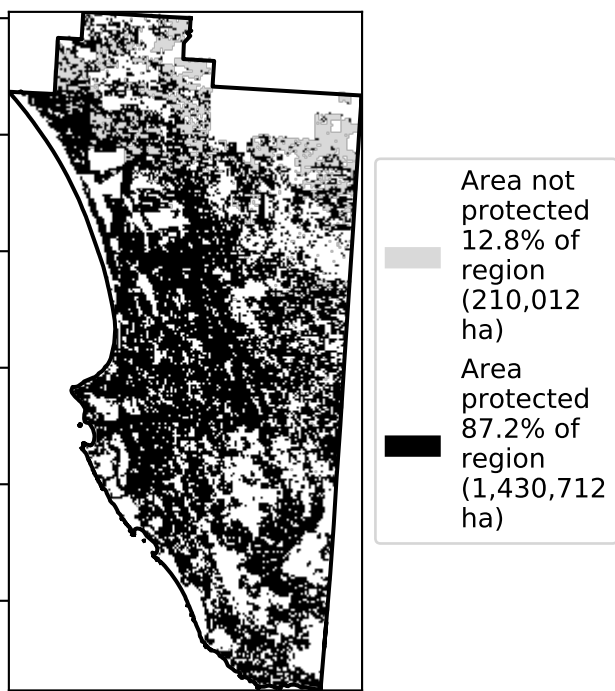 Area not
protected
12.8% of
region
(210,012
ha)
Area
protected
87.2% of
region
(1,430,712
ha)